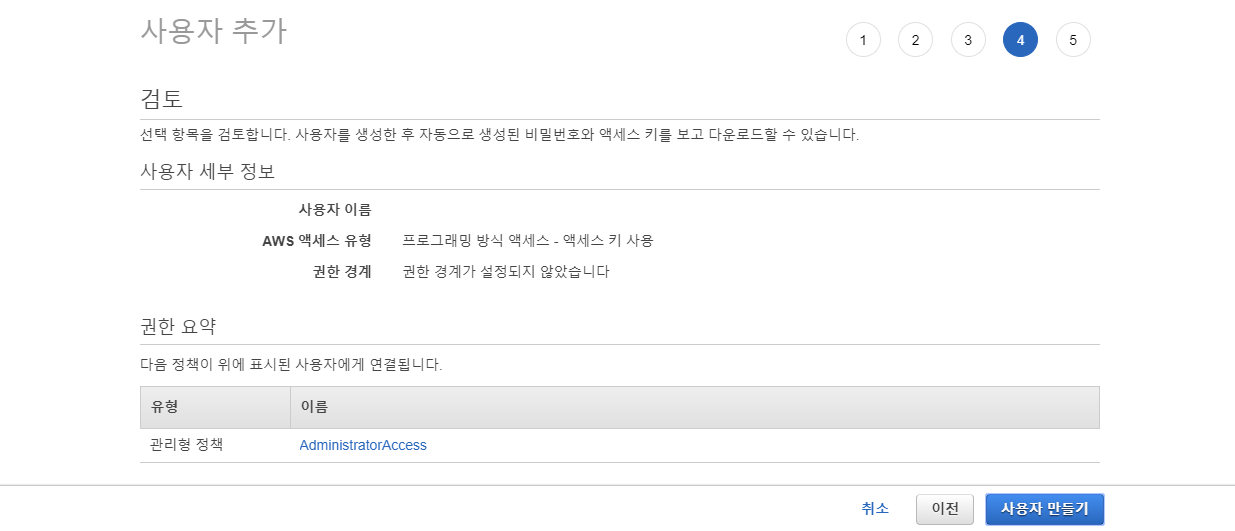 사용자 추가
1 2 3 4 5
검토
선택 항목을 검토합니다. 사용자를 생성한 후 자동으로 생성된 비밀번호와 액세스 키를 보고 다운로드할 수 있습니다.
사용자 세부 정보
사용자 이름
AWS 액세스 유형 프로그래밍 방식 액세스 - 액세스 키 사용
권한 경계 권한 경계가 설정되지 않았습니다
권한 요약
다음 정책이 위에 표시된 사용자에게 연결됩니다.
유형 이름
관리형 정책 AdministratorAccess
취소 이전 사용자 만들기